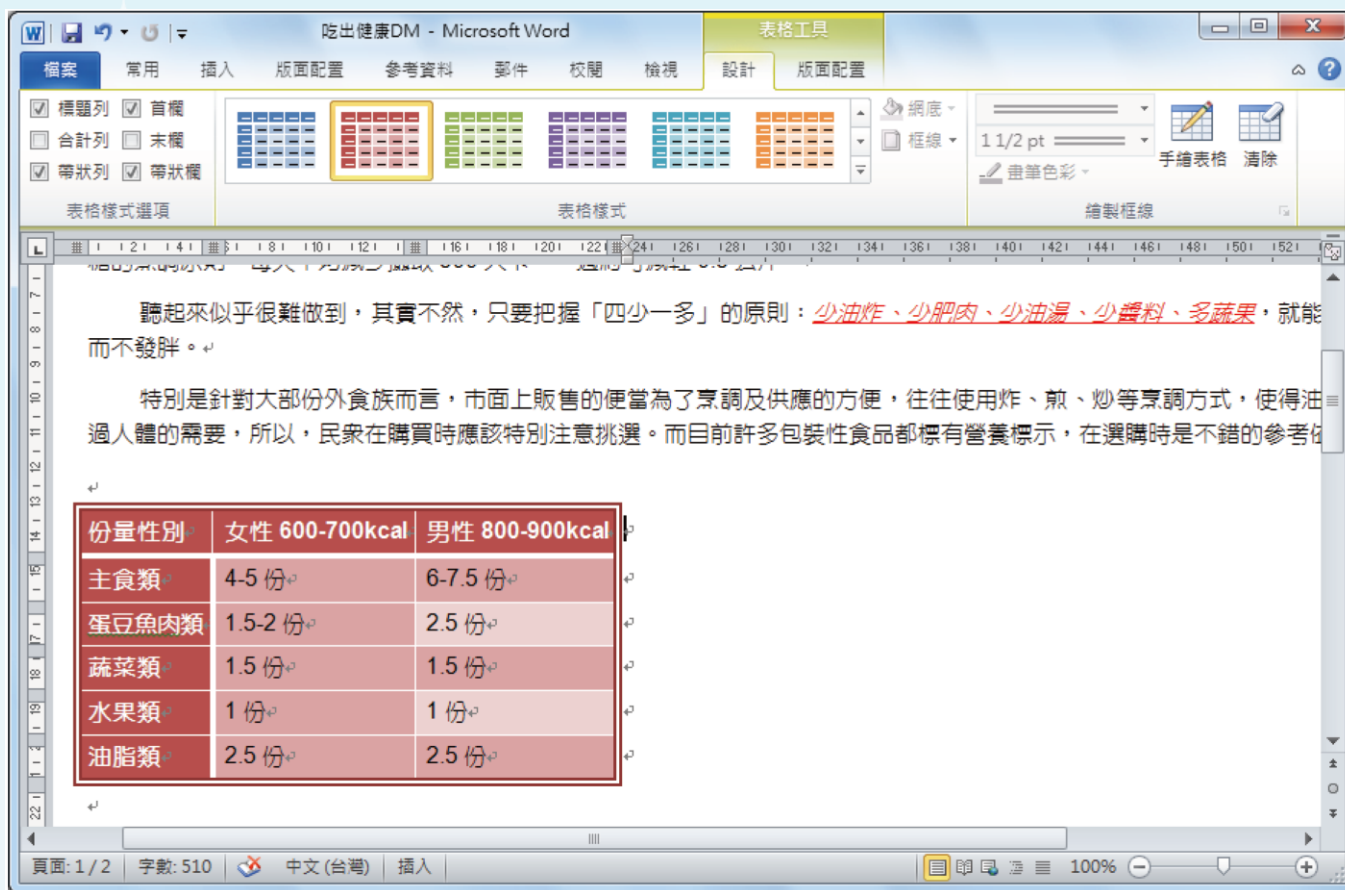 吃出健康DM - Microsoft Word 表格工具
檔案 常用 插入 版面配置 參考資料 郵件 校閱 檢視 設計 版面配置
標題列 首欄
合計列 末欄
帶狀列 帶狀欄
表格樣式選項
表格樣式
網底
框線
1 1/2 pt
畫筆色彩
手繪表格 清除
繪製框線
聽起來似乎很難做到，其實不然，只要把握「四少一多」的原則：少油炸、少肥肉、少油湯、少醬料、多蔬果，就能
而不發胖。
特別是針對大部份外食族而言，市面上販售的便當為了烹調及供應的方便，往往使用炸、煎、炒等烹調方式，使得油
過人體的需要，所以，民眾在購買時應該特別注意挑選。而目前許多包裝性食品都標有營養標示，在選購時是不錯的參考依
份量性別 女性 600-700kcal 男性 800-900kcal
主食類 4-5 份 6-7.5 份
蛋豆魚肉類 1.5-2 份 2.5 份
蔬菜類 1.5 份 1.5 份
水果類 1 份 1 份
油脂類 2.5 份 2.5 份
頁面: 1 / 2 字數: 510 中文 (台灣) 插入 100%